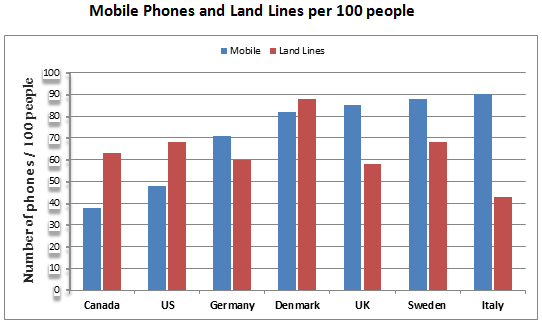 Mobile Phones and Land Lines per 100 people
Mobile Land Lines
Number of phones / 100 people
100
90
80
70
60
50
40
30
20
10
0
Canada US Germany Denmark UK Sweden Italy